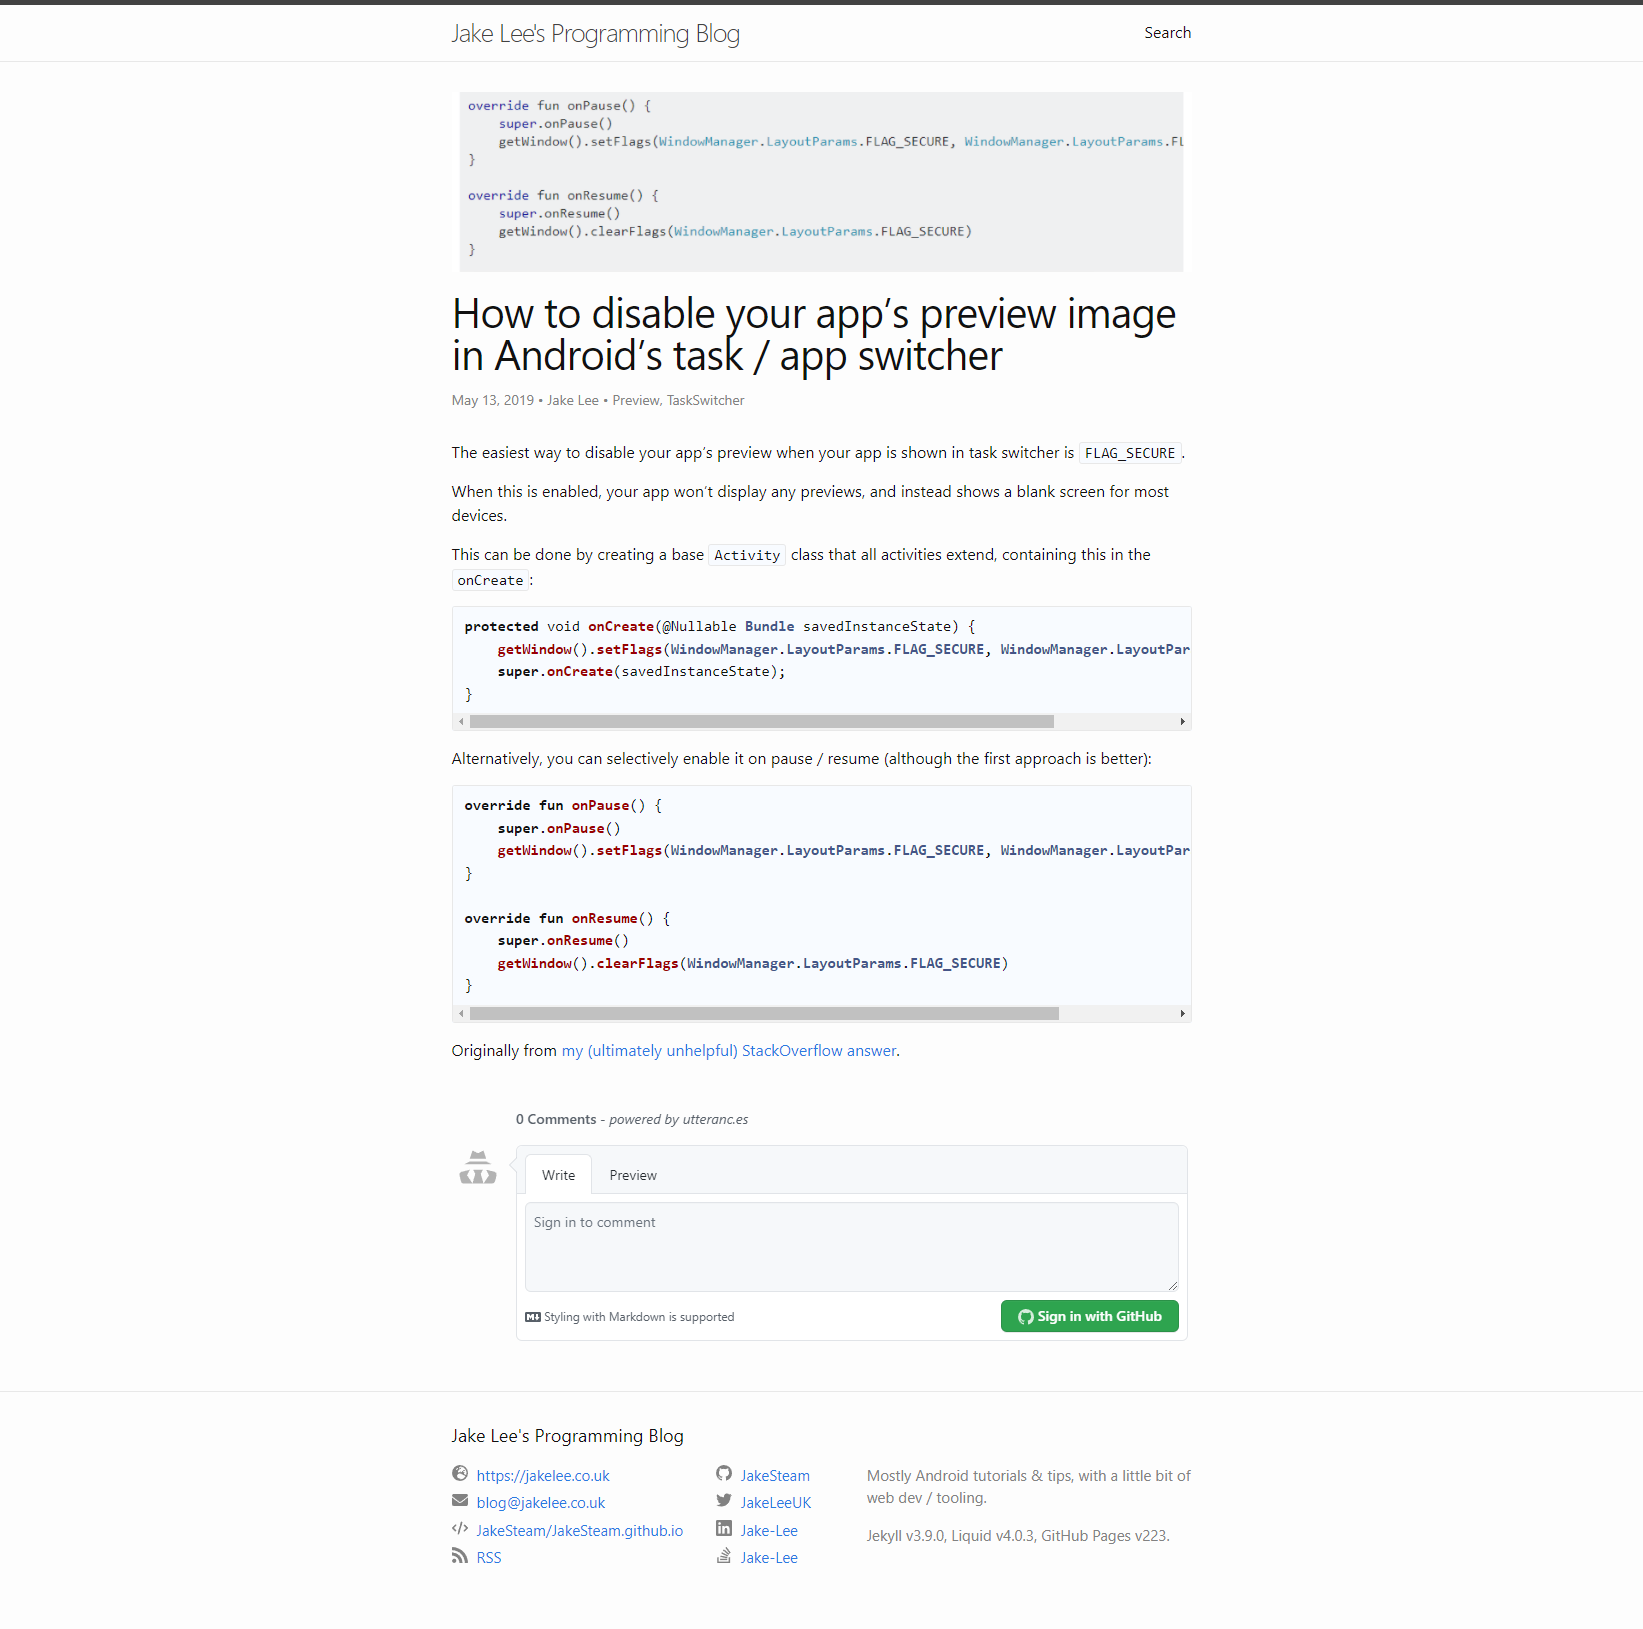 Jake Lee's Programming Blog
Search
override fun onPause() {
super.onPause()
getWindow().setFlags(WindowManager.LayoutParams.FLAG_SECURE, WindowManager.LayoutParams.FL
}
override fun onResume() {
super.onResume()
getWindow().clearFlags(WindowManager.LayoutParams.FLAG_SECURE)
}
How to disable your app’s preview image
in Android’s task / app switcher
May 13, 2019 • Jake Lee • Preview, TaskSwitcher
The easiest way to disable your app’s preview when your app is shown in task switcher is FLAG_SECURE.
When this is enabled, your app won’t display any previews, and instead shows a blank screen for most
devices.
This can be done by creating a base Activity class that all activities extend, containing this in the
onCreate:
protected void onCreate(@Nullable Bundle savedInstanceState) {
getWindow().setFlags(WindowManager.LayoutParams.FLAG_SECURE, WindowManager.LayoutPar
super.onCreate(savedInstanceState);
}
Alternatively, you can selectively enable it on pause / resume (although the first approach is better):
override fun onPause() {
super.onPause()
getWindow().setFlags(WindowManager.LayoutParams.FLAG_SECURE, WindowManager.LayoutPar
}
override fun onResume() {
super.onResume()
getWindow().clearFlags(WindowManager.LayoutParams.FLAG_SECURE)
}
Originally from my (ultimately unhelpful) StackOverflow answer.
0 Comments - powered by utteranc.es
Write
Preview
Sign in to comment
Styling with Markdown is supported
Sign in with GitHub
Jake Lee's Programming Blog
https://jakelee.co.uk
blog@jakelee.co.uk
JakeSteam/JakeSteam.github.io
RSS
JakeSteam
JakeLeeUK
Jake-Lee
Jake-Lee
Mostly Android tutorials & tips, with a little bit of
web dev / tooling.
Jekyll v3.9.0, Liquid v4.0.3, GitHub Pages v223.